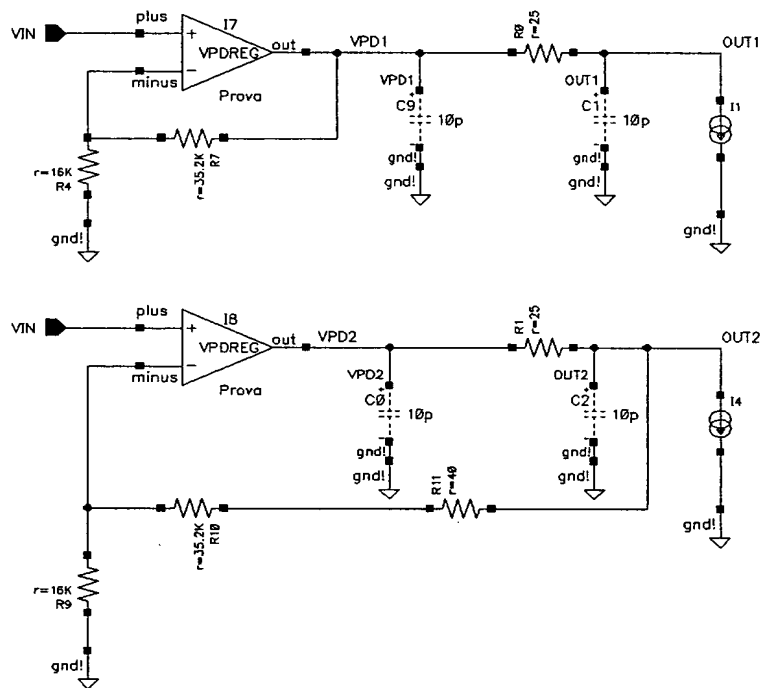 plus
I7
VIN
+
VPDREG
out
VPD1
R0
r=25
OUT1
−
minus
Prova
VPD1
+
C9
10p
−
gnd!
gnd!
OUT1
+
C1
10p
−
gnd!
gnd!
I1
gnd!
r=35.2K
R7
r=16K
R4
gnd!
plus
I8
VIN
+
VPDREG
out
VPD2
R1
r=25
OUT2
−
minus
Prova
VPD2
+
C0
10p
−
gnd!
gnd!
OUT2
+
C2
10p
−
gnd!
gnd!
I4
gnd!
R11
r=40
r=35.2K
R10
r=16K
R9
gnd!